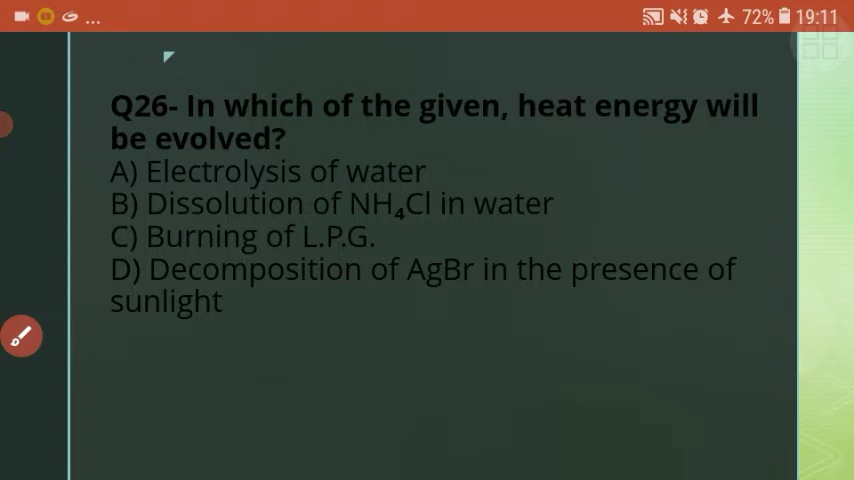 72% 19:11
Q26- In which of the given, heat energy will
be evolved?
A) Electrolysis of water
B) Dissolution of NH₄Cl in water
C) Burning of L.P.G.
D) Decomposition of AgBr in the presence of
sunlight